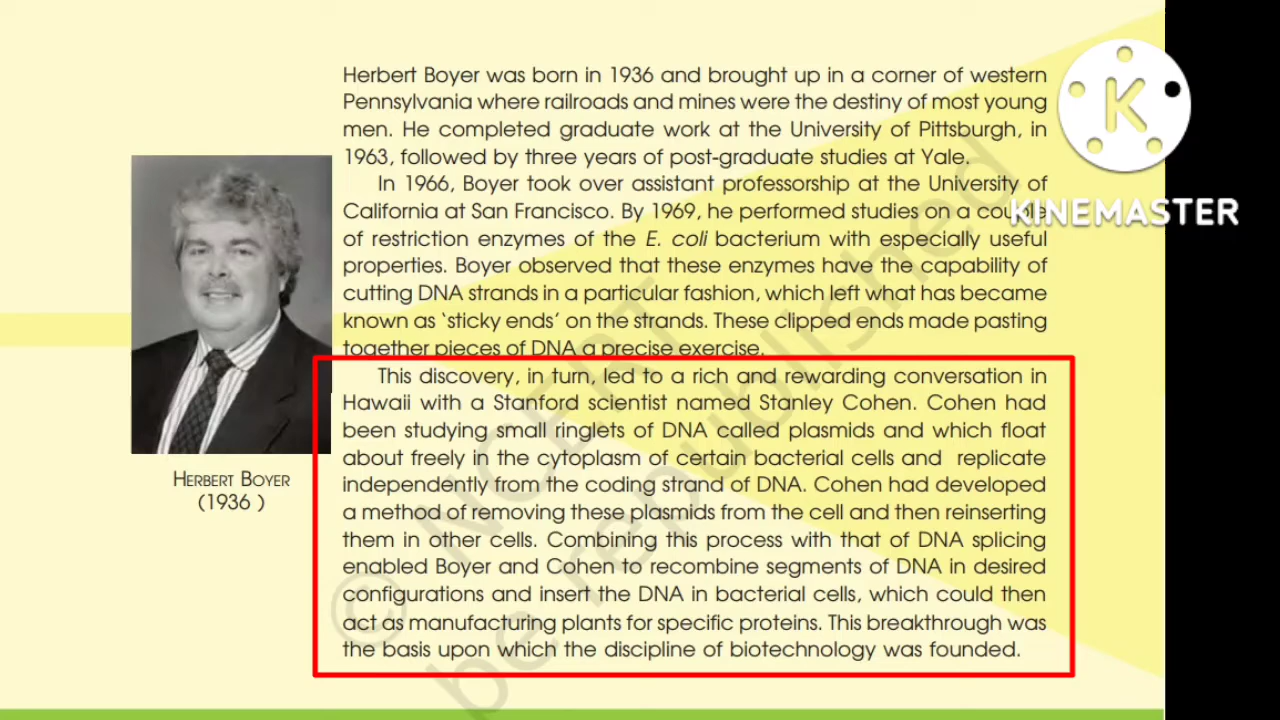 Herbert Boyer was born in 1936 and brought up in a corner of western
Pennsylvania where railroads and mines were the destiny of most young
men. He completed graduate work at the University of Pittsburgh, in
1963, followed by three years of post-graduate studies at Yale.
In 1966, Boyer took over assistant professorship at the University of
California at San Francisco. By 1969, he performed studies on a couple
of restriction enzymes of the E. coli bacterium with especially useful
properties. Boyer observed that these enzymes have the capability of
cutting DNA strands in a particular fashion, which left what has became
known as ‘sticky ends’ on the strands. These clipped ends made pasting
together pieces of DNA a precise exercise.
This discovery, in turn, led to a rich and rewarding conversation in
Hawaii with a Stanford scientist named Stanley Cohen. Cohen had
been studying small ringlets of DNA called plasmids and which float
about freely in the cytoplasm of certain bacterial cells and replicate
independently from the coding strand of DNA. Cohen had developed
a method of removing these plasmids from the cell and then reinserting
them in other cells. Combining this process with that of DNA splicing
enabled Boyer and Cohen to recombine segments of DNA in desired
configurations and insert the DNA in bacterial cells, which could then
act as manufacturing plants for specific proteins. This breakthrough was
the basis upon which the discipline of biotechnology was founded.
HERBERT BOYER
(1936 )
K
KINEMASTER
© NCERT
be republished